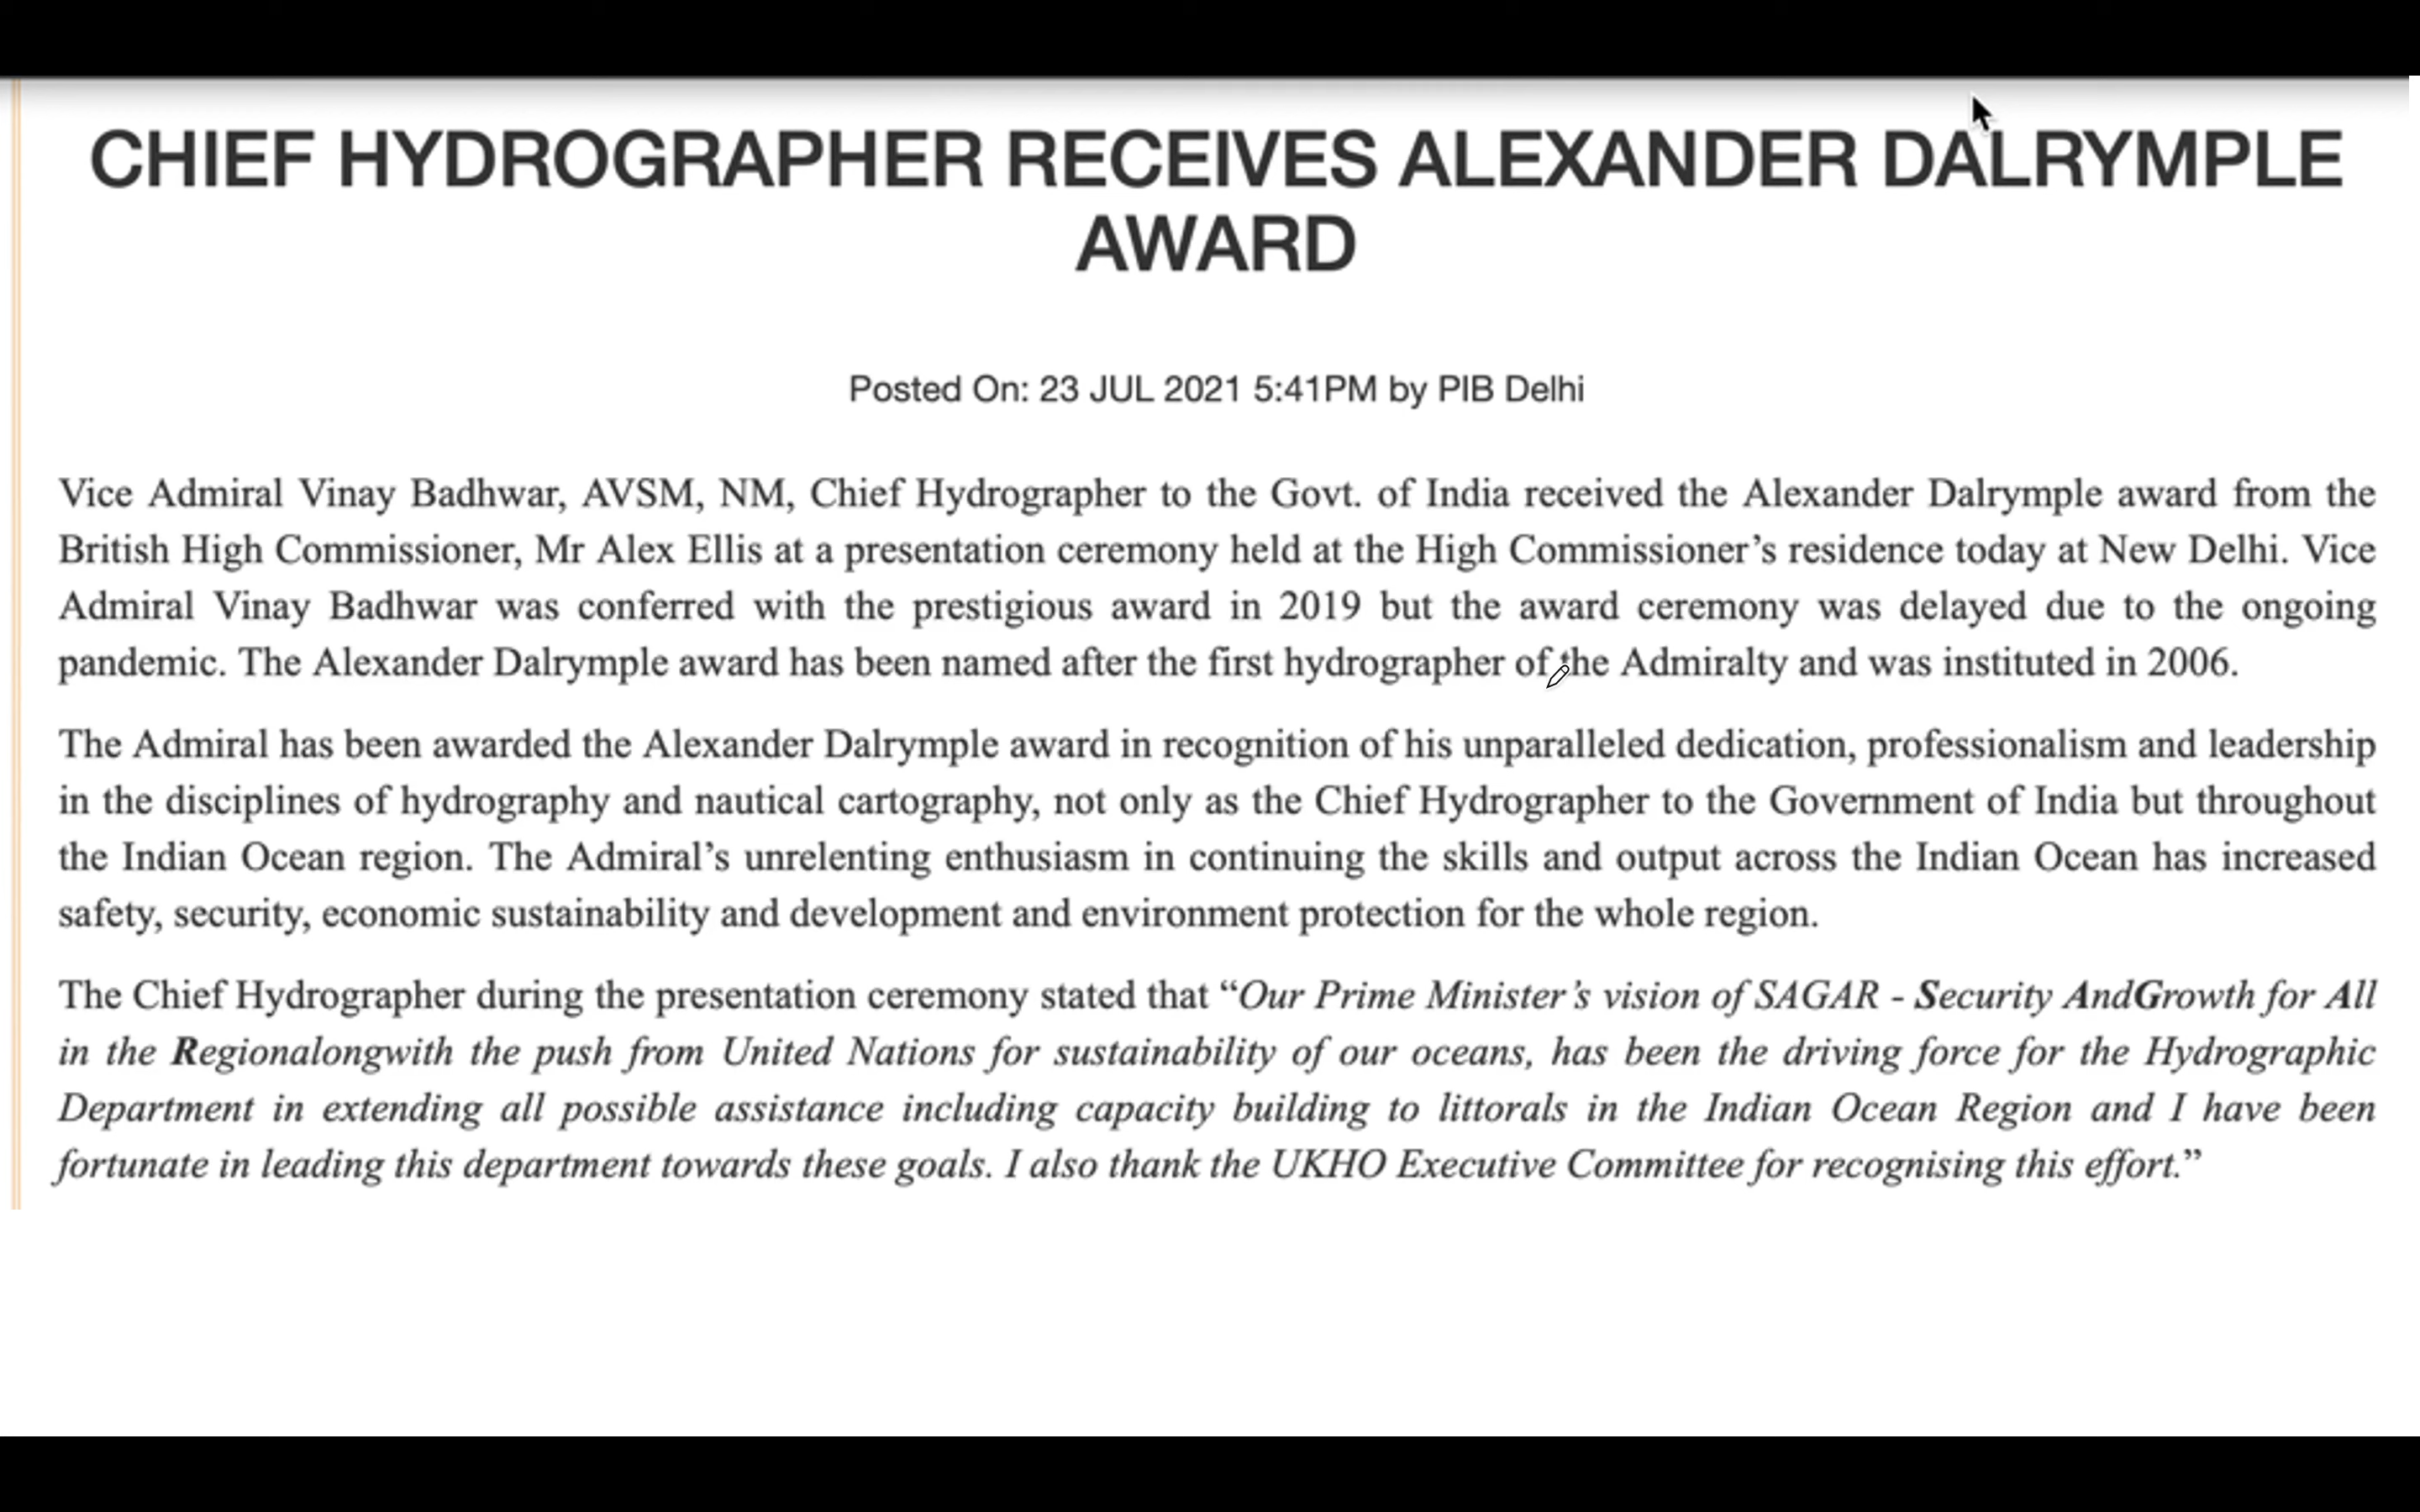 CHIEF HYDROGRAPHER RECEIVES ALEXANDER DALRYMPLE
AWARD
Posted On: 23 JUL 2021 5:41PM by PIB Delhi
Vice Admiral Vinay Badhwar, AVSM, NM, Chief Hydrographer to the Govt. of India received the Alexander Dalrymple award from the
British High Commissioner, Mr Alex Ellis at a presentation ceremony held at the High Commissioner’s residence today at New Delhi. Vice
Admiral Vinay Badhwar was conferred with the prestigious award in 2019 but the award ceremony was delayed due to the ongoing
pandemic. The Alexander Dalrymple award has been named after the first hydrographer of the Admiralty and was instituted in 2006.
The Admiral has been awarded the Alexander Dalrymple award in recognition of his unparalleled dedication, professionalism and leadership
in the disciplines of hydrography and nautical cartography, not only as the Chief Hydrographer to the Government of India but throughout
the Indian Ocean region. The Admiral’s unrelenting enthusiasm in continuing the skills and output across the Indian Ocean has increased
safety, security, economic sustainability and development and environment protection for the whole region.
The Chief Hydrographer during the presentation ceremony stated that “Our Prime Minister’s vision of SAGAR - Security AndGrowth for All
in the Regionalongwith the push from United Nations for sustainability of our oceans, has been the driving force for the Hydrographic
Department in extending all possible assistance including capacity building to littorals in the Indian Ocean Region and I have been
fortunate in leading this department towards these goals. I also thank the UKHO Executive Committee for recognising this effort.”